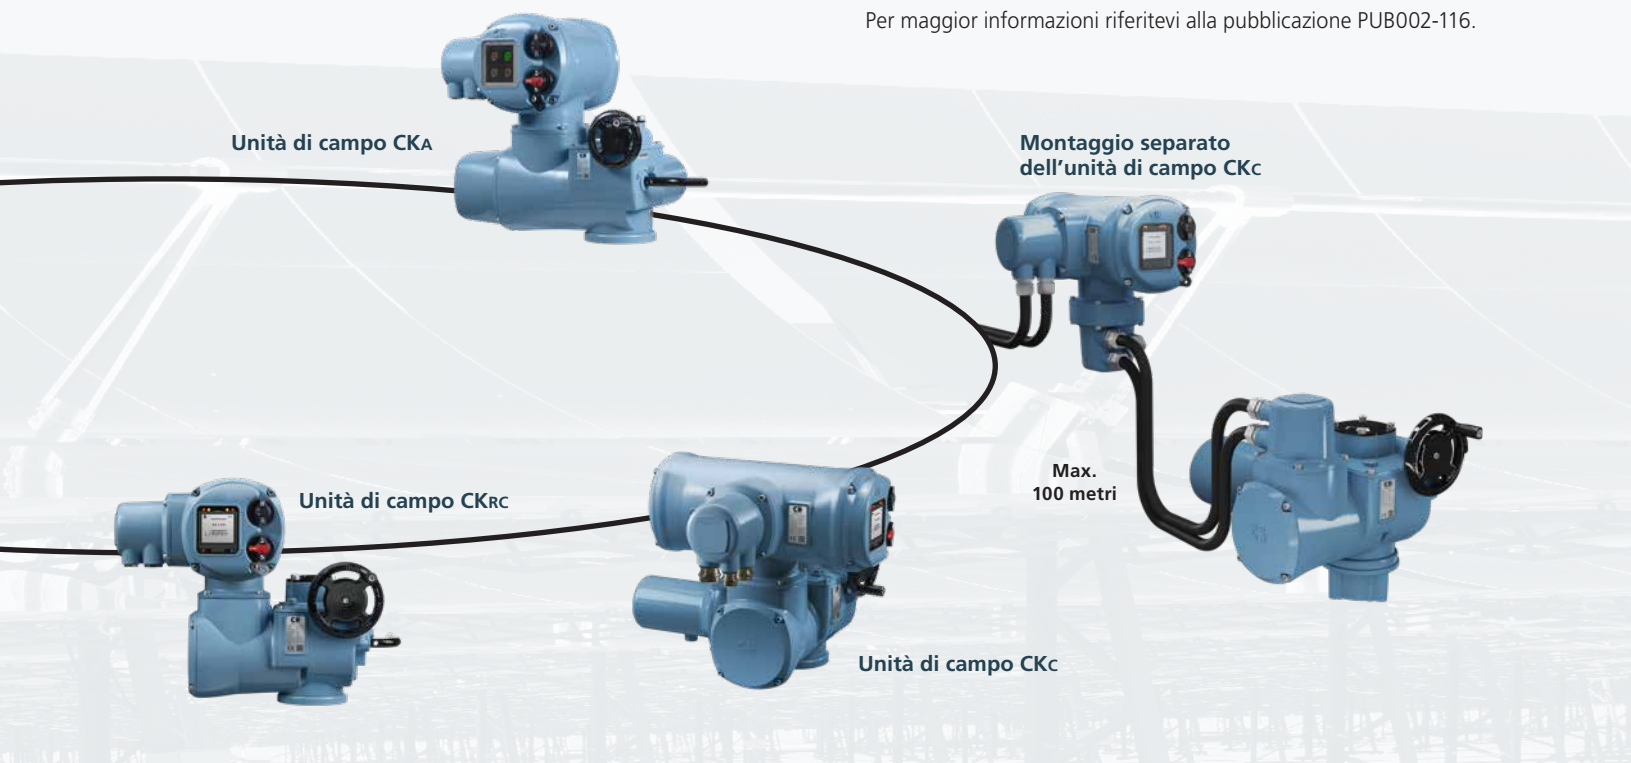 Per maggior informazioni riferitevi alla pubblicazione PUB002-116.
Unità di campo CKA
Montaggio separato
dell’unità di campo CKC
Max.
100 metri
Unità di campo CKRC
Unità di campo CKC